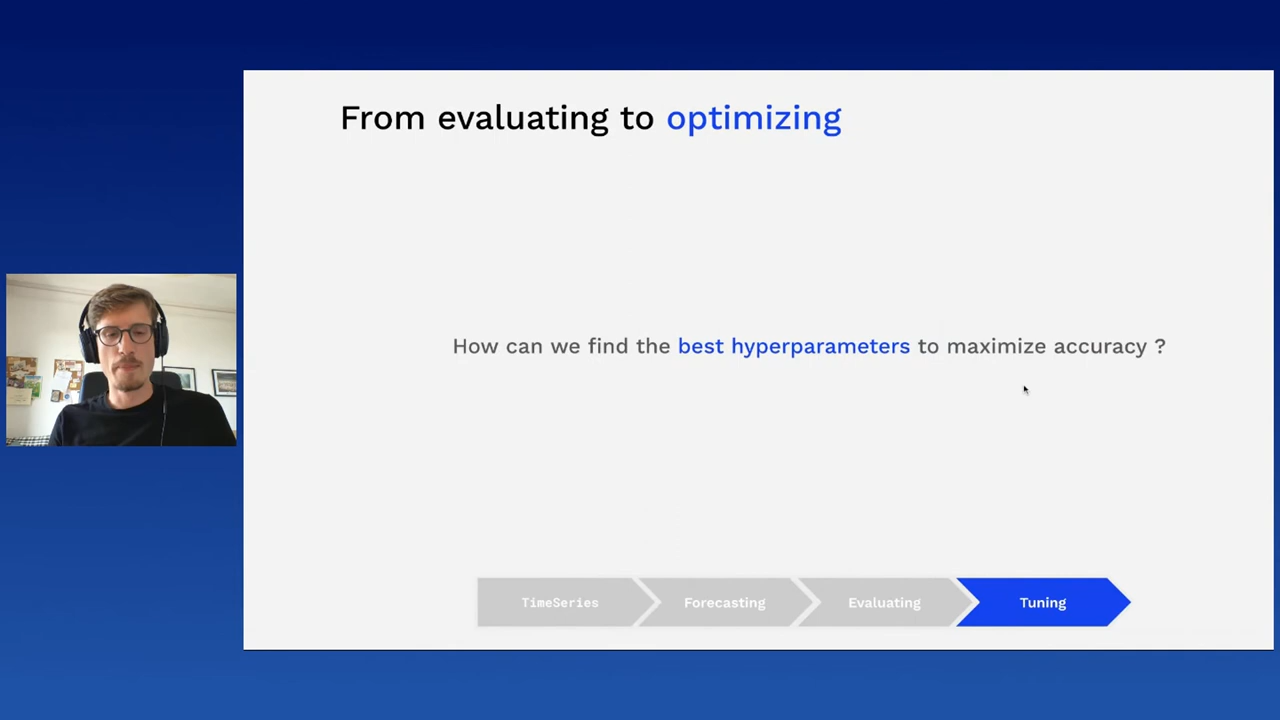 From evaluating to optimizing
How can we find the best hyperparameters to maximize accuracy ?
TimeSeries
Forecasting
Evaluating
Tuning